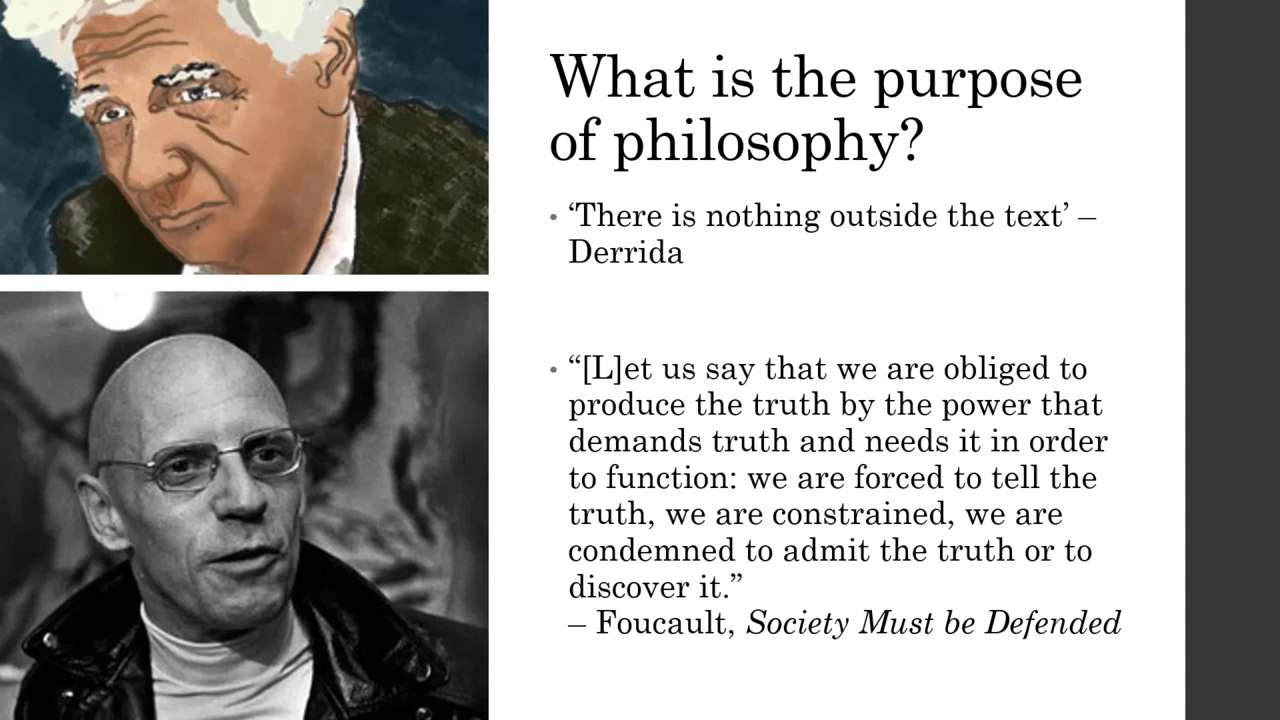 What is the purpose
of philosophy?
• ‘There is nothing outside the text’ –
Derrida
• “[L]et us say that we are obliged to
produce the truth by the power that
demands truth and needs it in order
to function: we are forced to tell the
truth, we are constrained, we are
condemned to admit the truth or to
discover it.”
– Foucault, Society Must be Defended